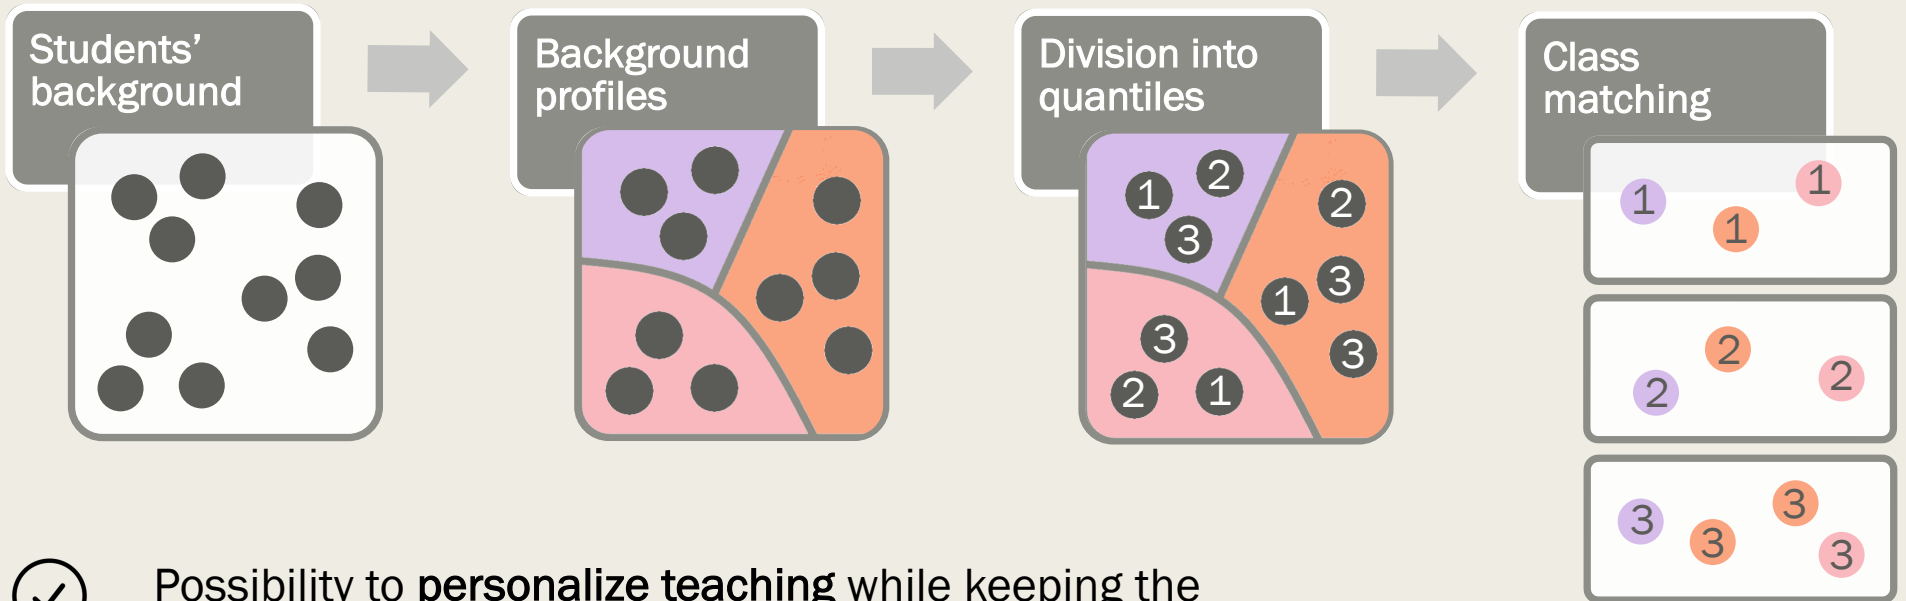 Students’
background
Background
profiles
Division into
quantiles
Class
matching
1
2
3
2
3
1
3
3
2
1
1
1
1
2
2
2
3
3
3
3
Possibility to personalize teaching while keeping the